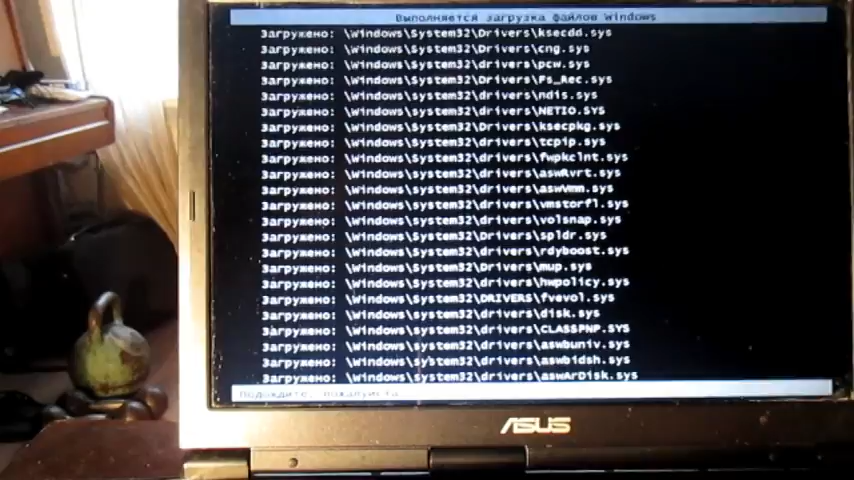 Выполняется загрузка файлов Windows
Загружено: \Windows\System32\Drivers\ksecdd.sys
Загружено: \Windows\System32\Drivers\cng.sys
Загружено: \Windows\System32\drivers\pcw.sys
Загружено: \Windows\System32\Drivers\Fs_Rec.sys
Загружено: \Windows\system32\drivers\ndis.sys
Загружено: \Windows\system32\drivers\NETIO.SYS
Загружено: \Windows\System32\Drivers\ksecpkg.sys
Загружено: \Windows\System32\drivers\tcpip.sys
Загружено: \Windows\System32\drivers\fwpkclnt.sys
Загружено: \Windows\system32\drivers\aswRvrt.sys
Загружено: \Windows\system32\drivers\aswVmm.sys
Загружено: \Windows\system32\drivers\vmstorfl.sys
Загружено: \Windows\system32\drivers\volsnap.sys
Загружено: \Windows\System32\Drivers\spldr.sys
Загружено: \Windows\System32\drivers\rdyboost.sys
Загружено: \Windows\System32\Drivers\mup.sys
Загружено: \Windows\System32\drivers\hwpolicy.sys
Загружено: \Windows\System32\DRIVERS\fvevol.sys
Загружено: \Windows\system32\drivers\disk.sys
Загружено: \Windows\system32\drivers\CLASSPNP.SYS
Загружено: \Windows\system32\drivers\aswbuniv.sys
Загружено: \Windows\system32\drivers\aswbidsh.sys
Загружено: \Windows\system32\drivers\aswArDisk.sys
Подождите, пожалуйста
ASUS